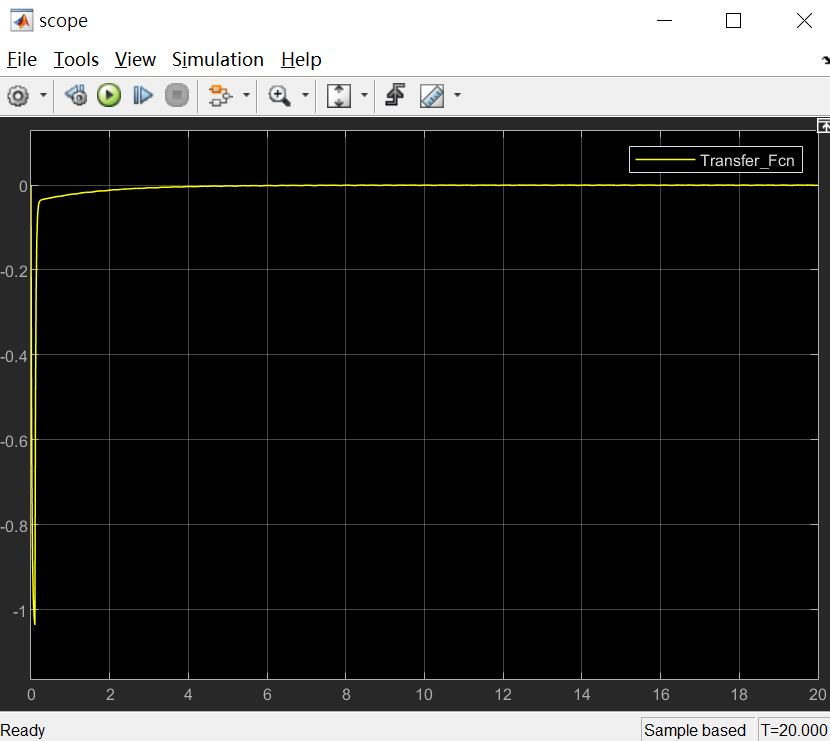 scope
File Tools View Simulation Help
Transfer_Fcn
0
-0.2
-0.4
-0.6
-0.8
-1
0 2 4 6 8 10 12 14 16 18 20
Ready Sample based T=20.000